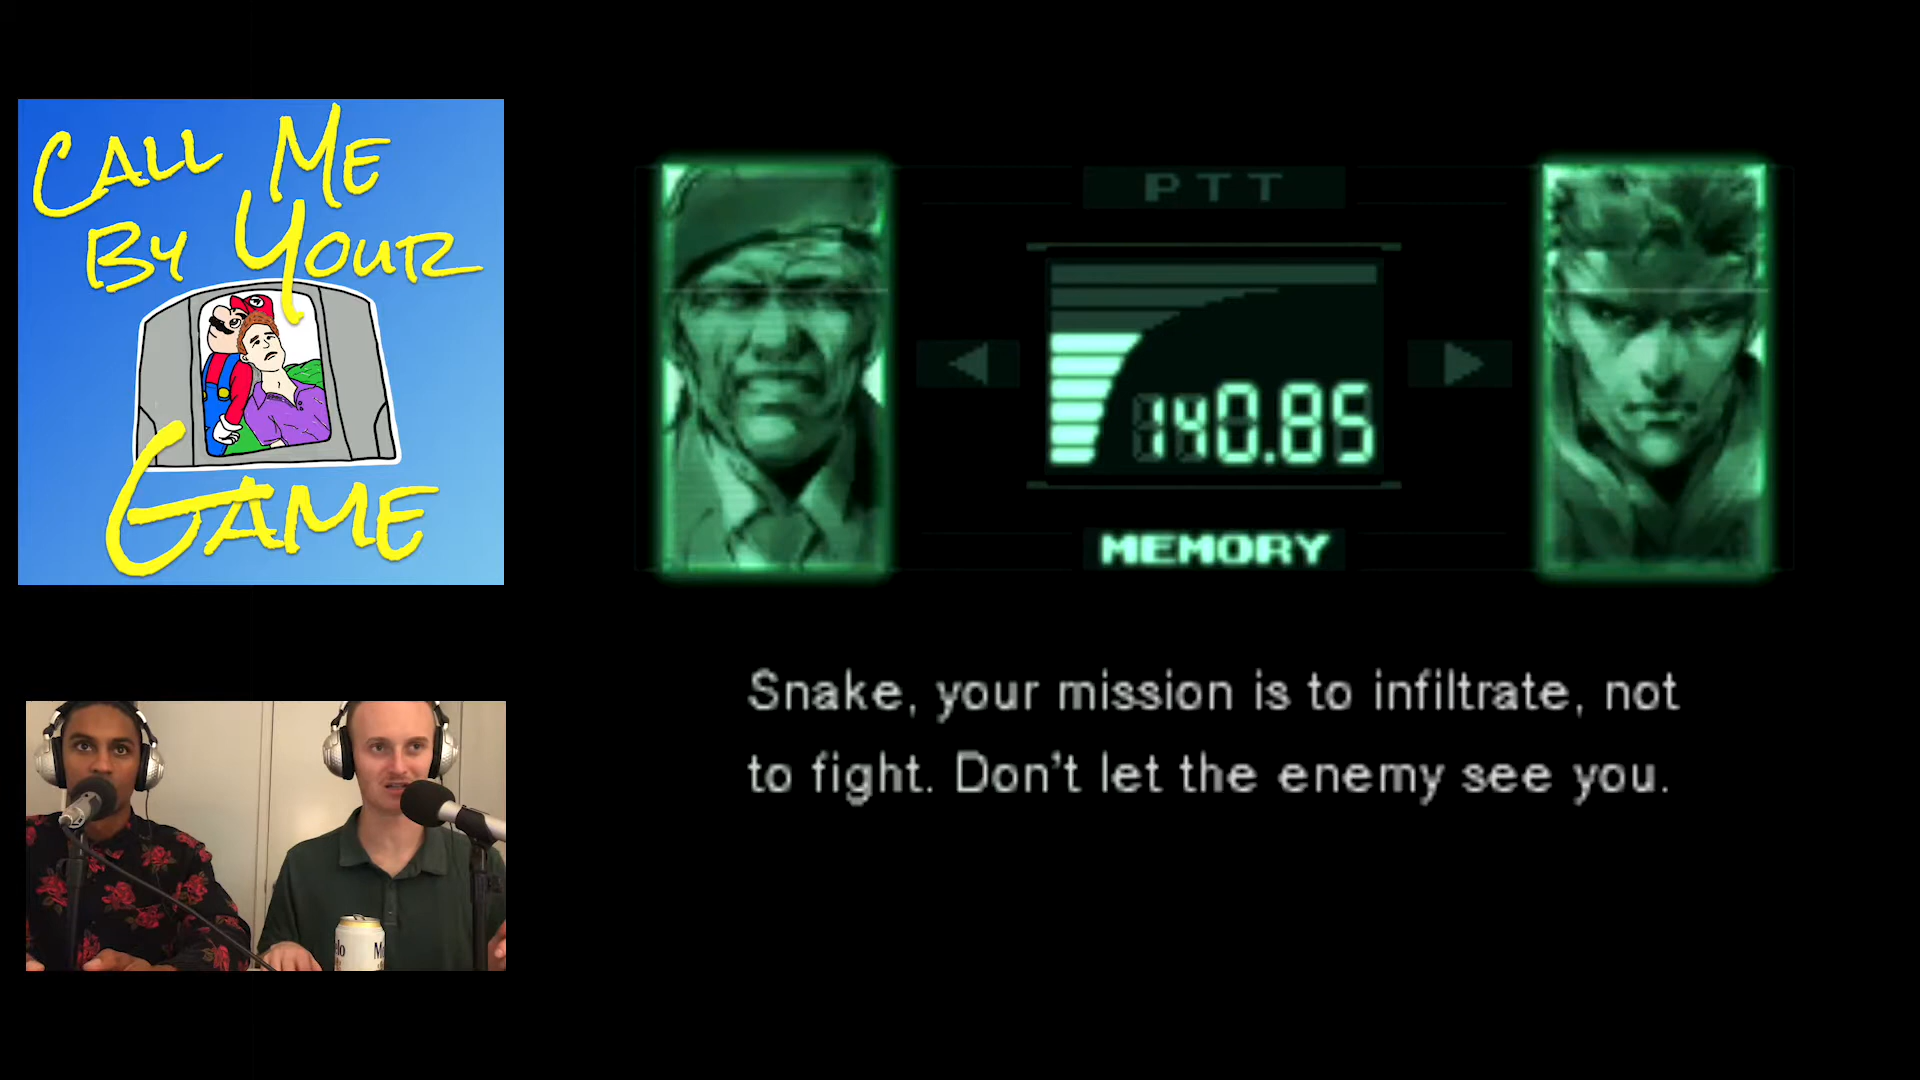 CALL ME
BY YOUR
GAME
PTT
140.85
MEMORY
Snake, your mission is to infiltrate, not
to fight. Don't let the enemy see you.